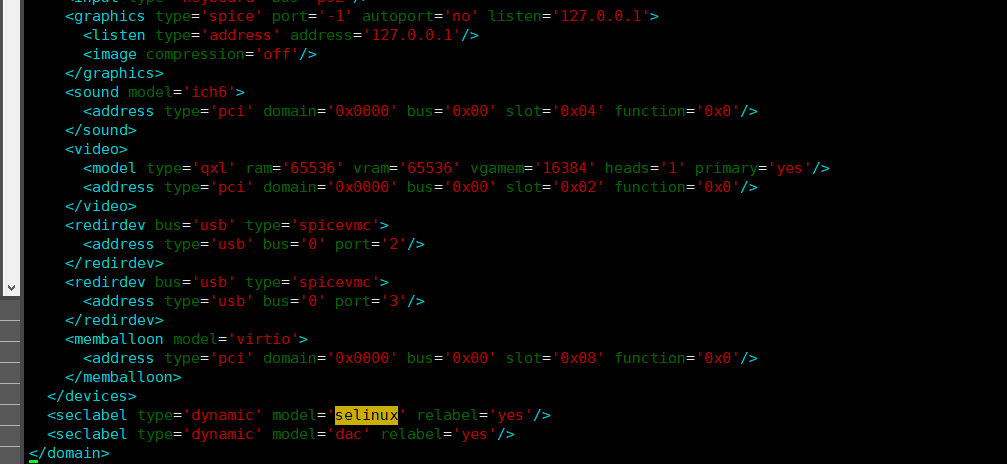 <graphics type='spice' port='-1' autoport='no' listen='127.0.0.1'>
<listen type='address' address='127.0.0.1'/>
<image compression='off'/>
</graphics>
<sound model='ich6'>
<address type='pci' domain='0x0000' bus='0x00' slot='0x04' function='0x0'/>
</sound>
<video>
<model type='qxl' ram='65536' vram='65536' vgamem='16384' heads='1' primary='yes'/>
<address type='pci' domain='0x0000' bus='0x00' slot='0x02' function='0x0'/>
</video>
<redirdev bus='usb' type='spicevmc'>
<address type='usb' bus='0' port='2'/>
</redirdev>
<redirdev bus='usb' type='spicevmc'>
<address type='usb' bus='0' port='3'/>
</redirdev>
<memballoon model='virtio'>
<address type='pci' domain='0x0000' bus='0x00' slot='0x08' function='0x0'/>
</memballoon>
</devices>
<seclabel type='dynamic' model='selinux' relabel='yes'/>
<seclabel type='dynamic' model='dac' relabel='yes'/>
</domain>